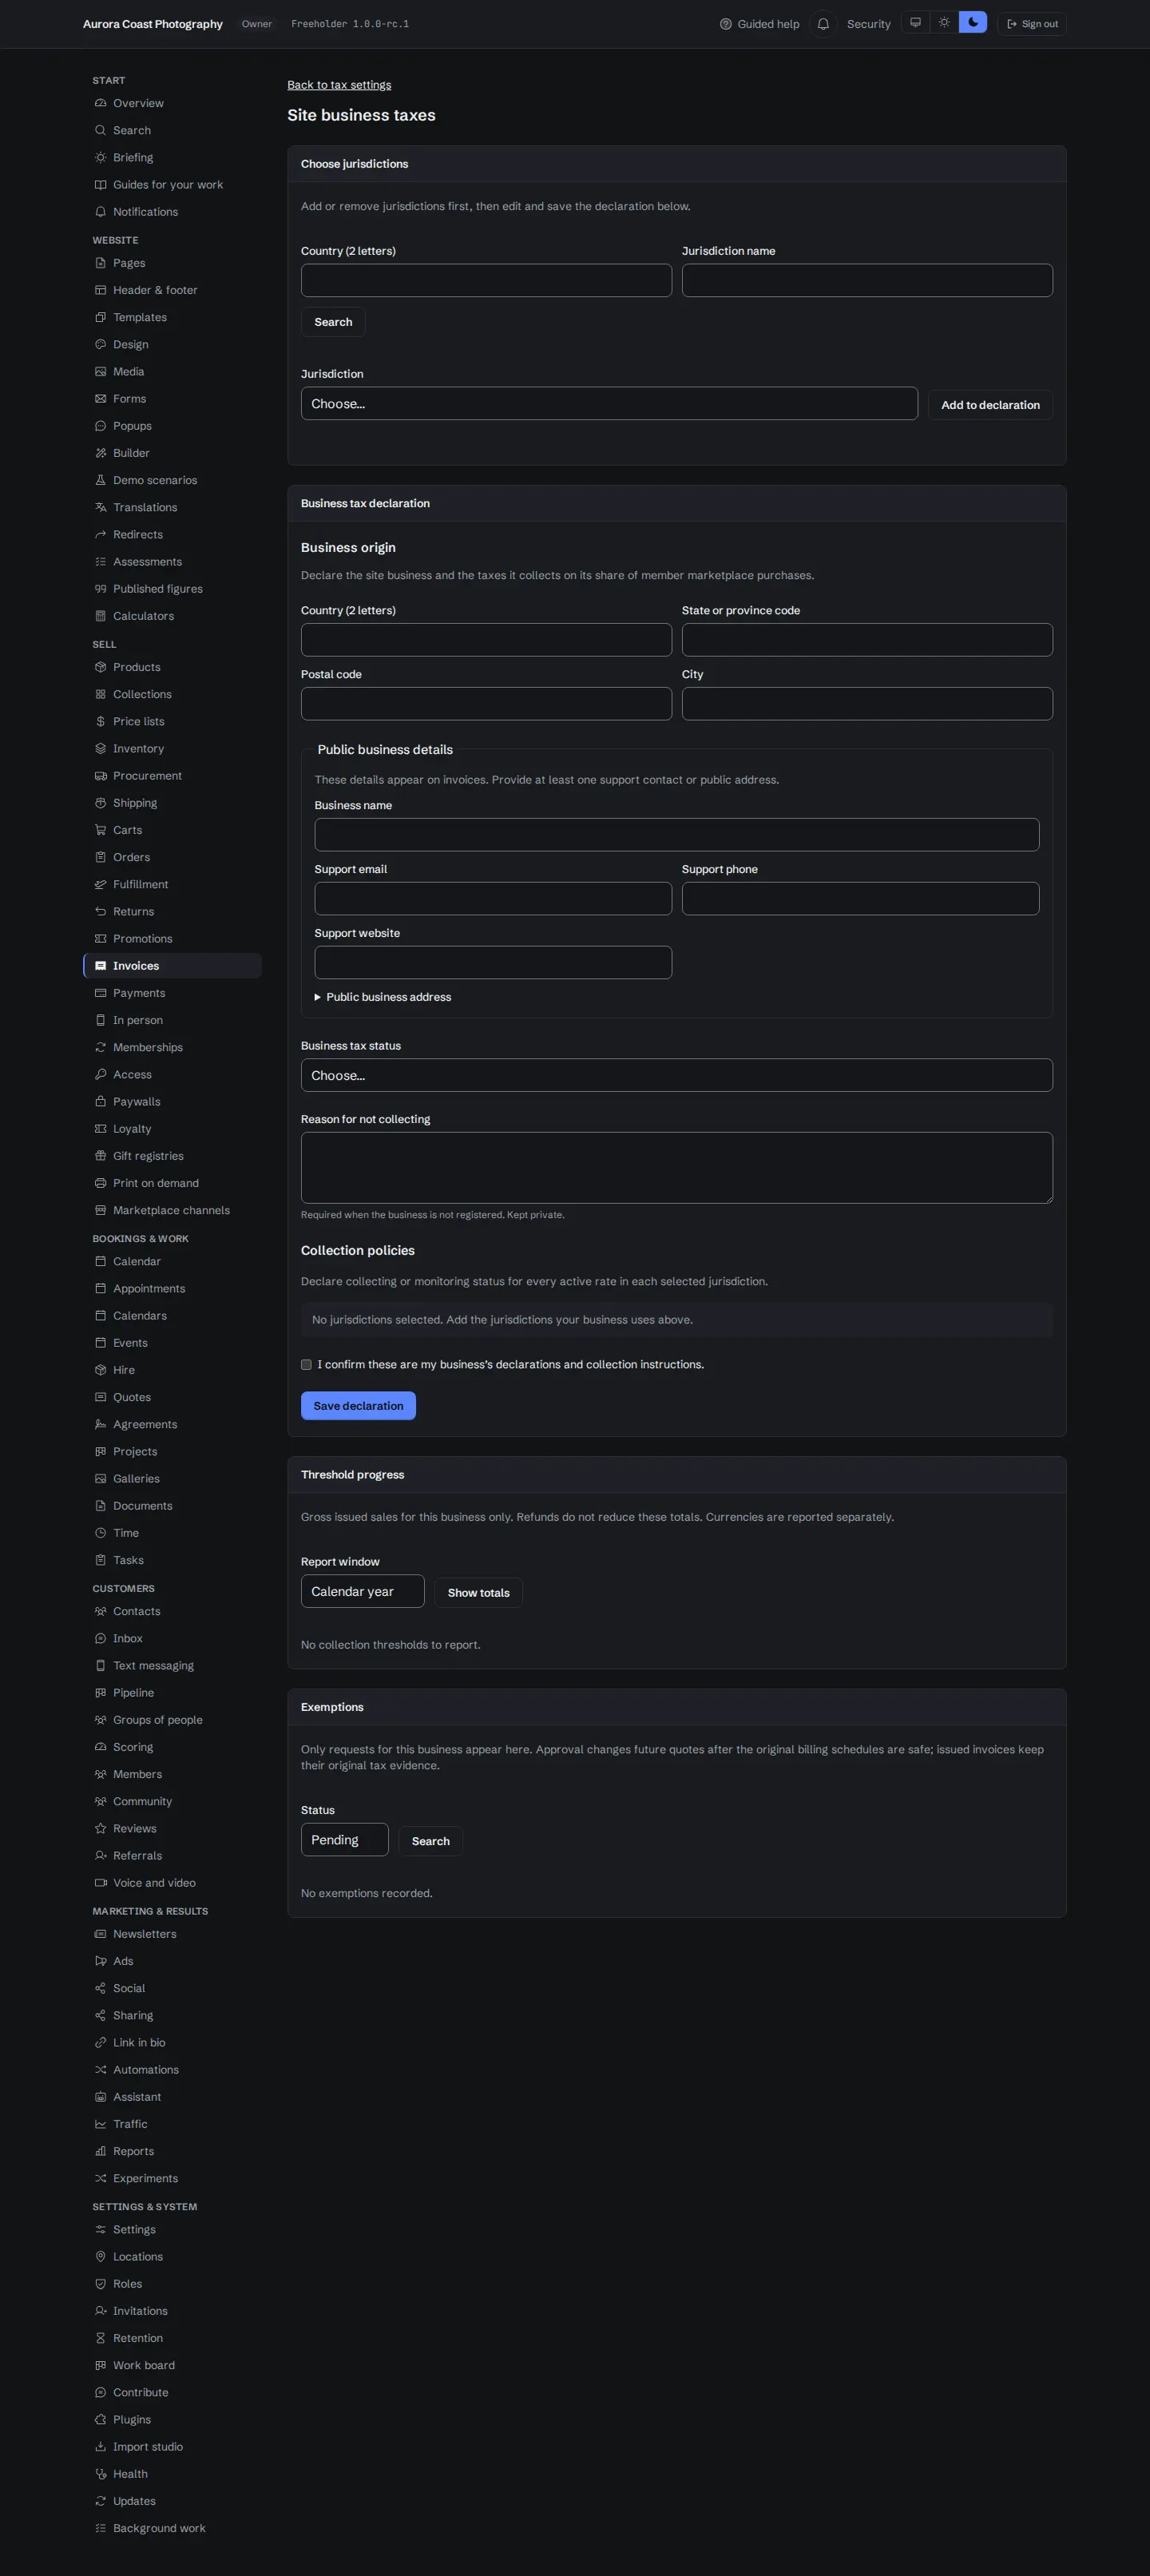 Aurora Coast Photography
Owner
Freeholder 1.0.0-rc.1
Guided help
Security
Sign out
START
Overview
Search
Briefing
Guides for your work
Notifications
WEBSITE
Pages
Header & footer
Templates
Design
Media
Forms
Popups
Builder
Demo scenarios
Translations
Redirects
Assessments
Published figures
Calculators
SELL
Products
Collections
Price lists
Inventory
Procurement
Shipping
Carts
Orders
Fulfillment
Returns
Promotions
Invoices
Payments
In person
Memberships
Access
Paywalls
Loyalty
Gift registries
Print on demand
Marketplace channels
BOOKINGS & WORK
Calendar
Appointments
Calendars
Events
Hire
Quotes
Agreements
Projects
Galleries
Documents
Time
Tasks
CUSTOMERS
Contacts
Inbox
Text messaging
Pipeline
Groups of people
Scoring
Members
Community
Reviews
Referrals
Voice and video
MARKETING & RESULTS
Newsletters
Ads
Social
Sharing
Link in bio
Automations
Assistant
Traffic
Reports
Experiments
SETTINGS & SYSTEM
Settings
Locations
Roles
Invitations
Retention
Work board
Contribute
Plugins
Import studio
Health
Updates
Background work
Back to tax settings
Site business taxes
Choose jurisdictions
Add or remove jurisdictions first, then edit and save the declaration below.
Country (2 letters)
Jurisdiction name
Search
Jurisdiction
Choose...
Add to declaration
Business tax declaration
Business origin
Declare the site business and the taxes it collects on its share of member marketplace purchases.
Country (2 letters)
State or province code
Postal code
City
Public business details
These details appear on invoices. Provide at least one support contact or public address.
Business name
Support email
Support phone
Support website
Public business address
Business tax status
Choose...
Reason for not collecting
Required when the business is not registered. Kept private.
Collection policies
Declare collecting or monitoring status for every active rate in each selected jurisdiction.
No jurisdictions selected. Add the jurisdictions your business uses above.
I confirm these are my business's declarations and collection instructions.
Save declaration
Threshold progress
Gross issued sales for this business only. Refunds do not reduce these totals. Currencies are reported separately.
Report window
Calendar year
Show totals
No collection thresholds to report.
Exemptions
Only requests for this business appear here. Approval changes future quotes after the original billing schedules are safe; issued invoices keep
their original tax evidence.
Status
Pending
Search
No exemptions recorded.